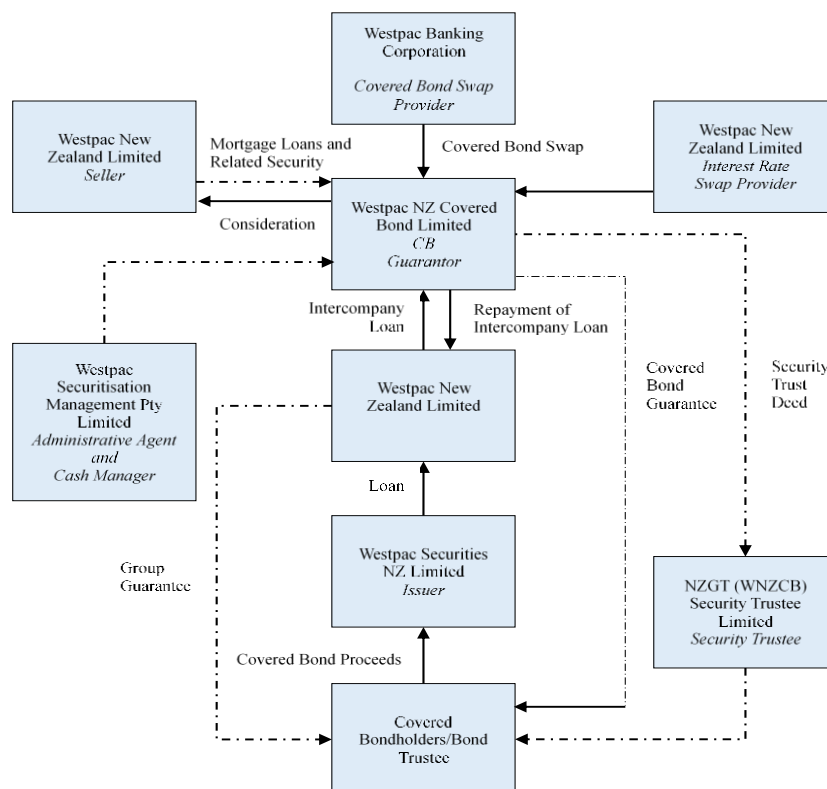 Westpac Banking
Corporation
Covered Bond Swap
Provider
Westpac New
Zealand Limited
Seller
Mortgage Loans and
Related Security
Covered Bond Swap
Westpac New
Zealand Limited
Interest Rate
Swap Provider
Consideration
Westpac NZ Covered
Bond Limited
CB
Guarantor
Intercompany
Loan
Repayment of
Intercompany Loan
Westpac
Securitisation
Management Pty
Limited
Administrative Agent
and
Cash Manager
Westpac New
Zealand Limited
Covered
Bond
Guarantee
Security
Trust
Deed
Loan
Group
Guarantee
Westpac Securities
NZ Limited
Issuer
NZGT (WNZCB)
Security Trustee
Limited
Security Trustee
Covered Bond Proceeds
Covered
Bondholders/Bond
Trustee